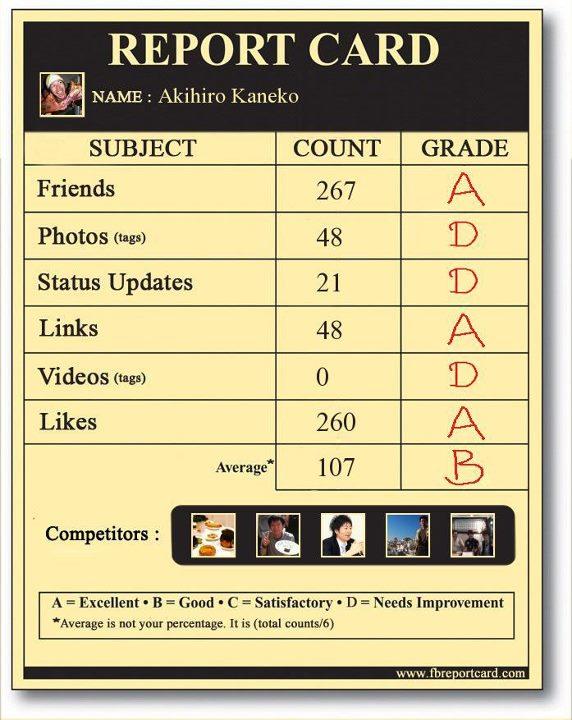 REPORT CARD
NAME : Akihiro Kaneko
SUBJECT COUNT GRADE
Friends 267 A
Photos (tags) 48 D
Status Updates 21 D
Links 48 A
Videos (tags) 0 D
Likes 260 A
Average* 107 B
Competitors :
A = Excellent • B = Good • C = Satisfactory • D = Needs Improvement
*Average is not your percentage. It is (total counts/6)
www.fbreportcard.com